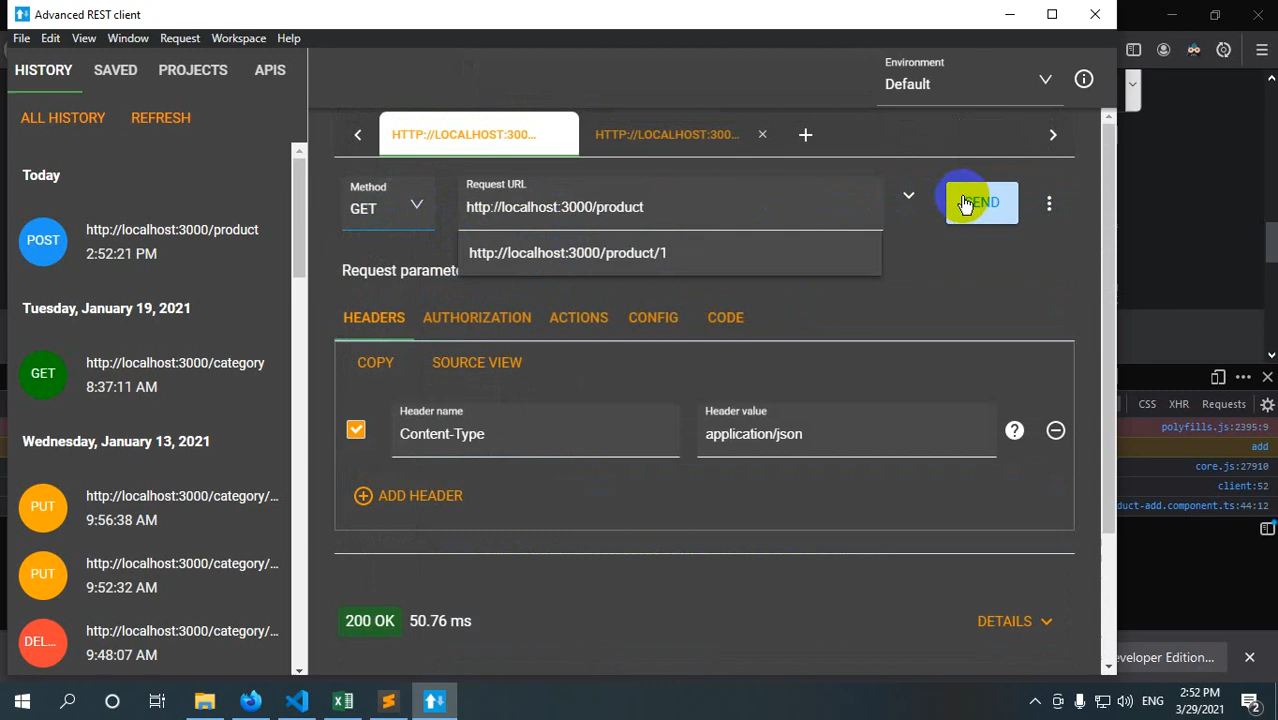 Advanced REST client
File Edit View Window Request Workspace Help
HISTORY SAVED PROJECTS APIS
ALL HISTORY REFRESH
Today
POST
http://localhost:3000/product
2:52:21 PM
Tuesday, January 19, 2021
GET
http://localhost:3000/category
8:37:11 AM
Wednesday, January 13, 2021
PUT
http://localhost:3000/category/...
9:56:38 AM
PUT
http://localhost:3000/category/...
9:52:32 AM
DEL...
http://localhost:3000/category/...
9:48:07 AM
Environment
Default
HTTP://LOCALHOST:300... HTTP://LOCALHOST:300...
Method
GET
Request URL
http://localhost:3000/product
SEND
http://localhost:3000/product/1
Request paramete
HEADERS AUTHORIZATION ACTIONS CONFIG CODE
COPY SOURCE VIEW
Header name
Content-Type
Header value
application/json
ADD HEADER
200 OK 50.76 ms
DETAILS
CSS XHR Requests
polyfills.js:2395:9
add
core.js:27910
client:52
duct-add.component.ts:44:12
eveloper Edition...
ENG
2:52 PM
3/29/2021
2